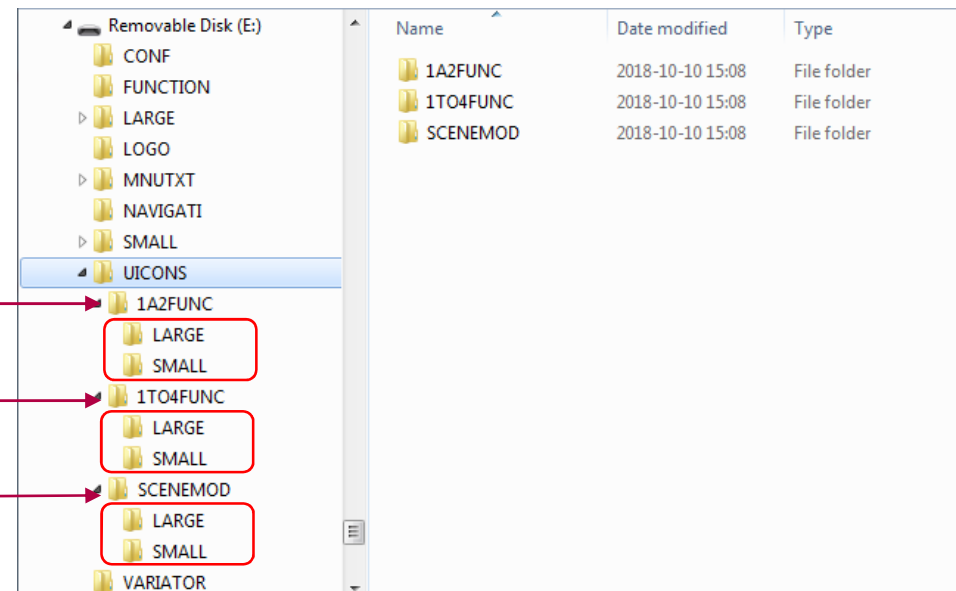 Removable Disk (E:)
CONF
FUNCTION
LARGE
LOGO
MNUTXT
NAVIGATI
SMALL
UICONS
1A2FUNC
LARGE
SMALL
1TO4FUNC
LARGE
SMALL
SCENEMOD
LARGE
SMALL
VARIATOR
Name Date modified Type
1A2FUNC 2018-10-10 15:08 File folder
1TO4FUNC 2018-10-10 15:08 File folder
SCENEMOD 2018-10-10 15:08 File folder